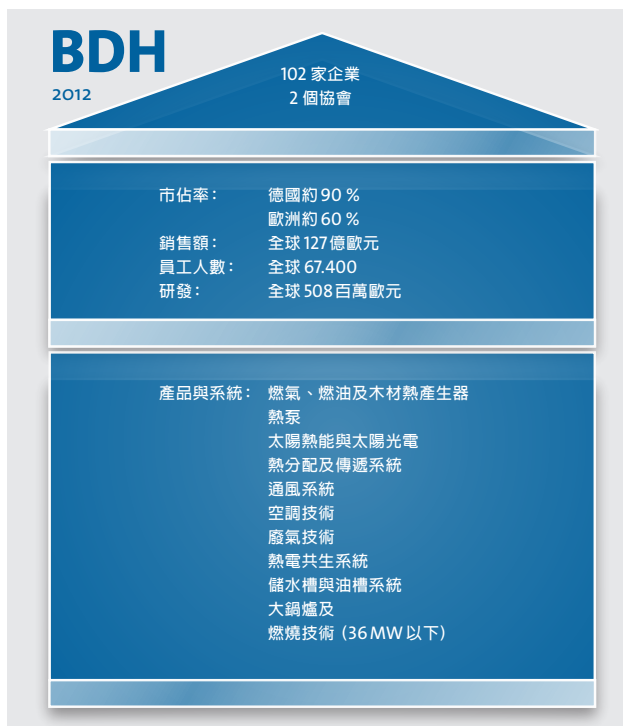 BDH
2012
102 家企業
2 個協會
市佔率： 德國約 90 %
歐洲約 60 %
銷售額： 全球 127 億歐元
員工人數： 全球 67.400
研發： 全球 508 百萬歐元
產品與系統： 燃氣、燃油及木材熱產生器
熱泵
太陽熱能與太陽光電
熱分配及傳遞系統
通風系統
空調技術
廢氣技術
熱電共生系統
儲水槽與油槽系統
大鍋爐及
燃燒技術（36 MW 以下）